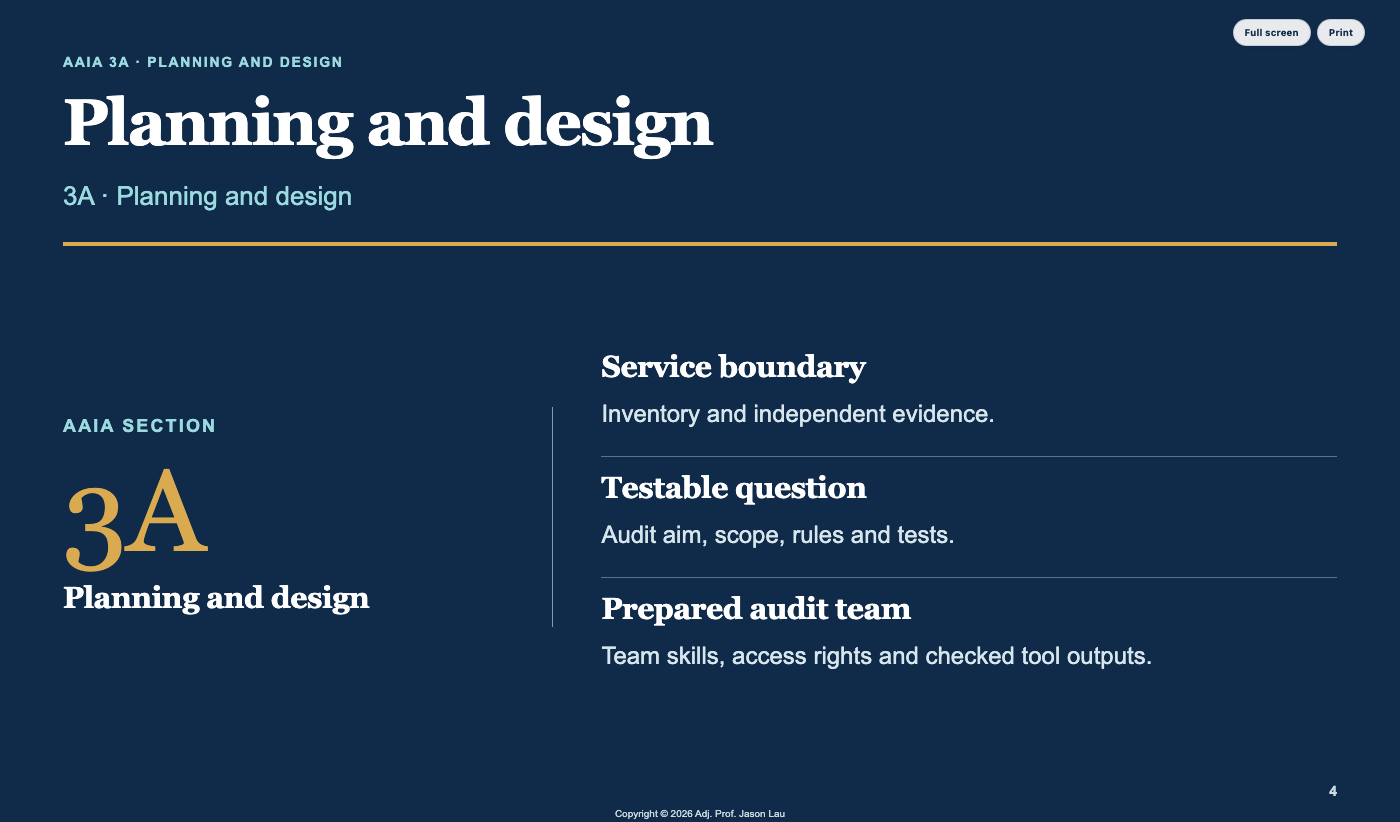 Full screen
Print
AAIA 3A · PLANNING AND DESIGN
Planning and design
3A · Planning and design
AAIA SECTION
3A
Planning and design
Service boundary
Inventory and independent evidence.
Testable question
Audit aim, scope, rules and tests.
Prepared audit team
Team skills, access rights and checked tool outputs.
4
Copyright © 2026 Adj. Prof. Jason Lau